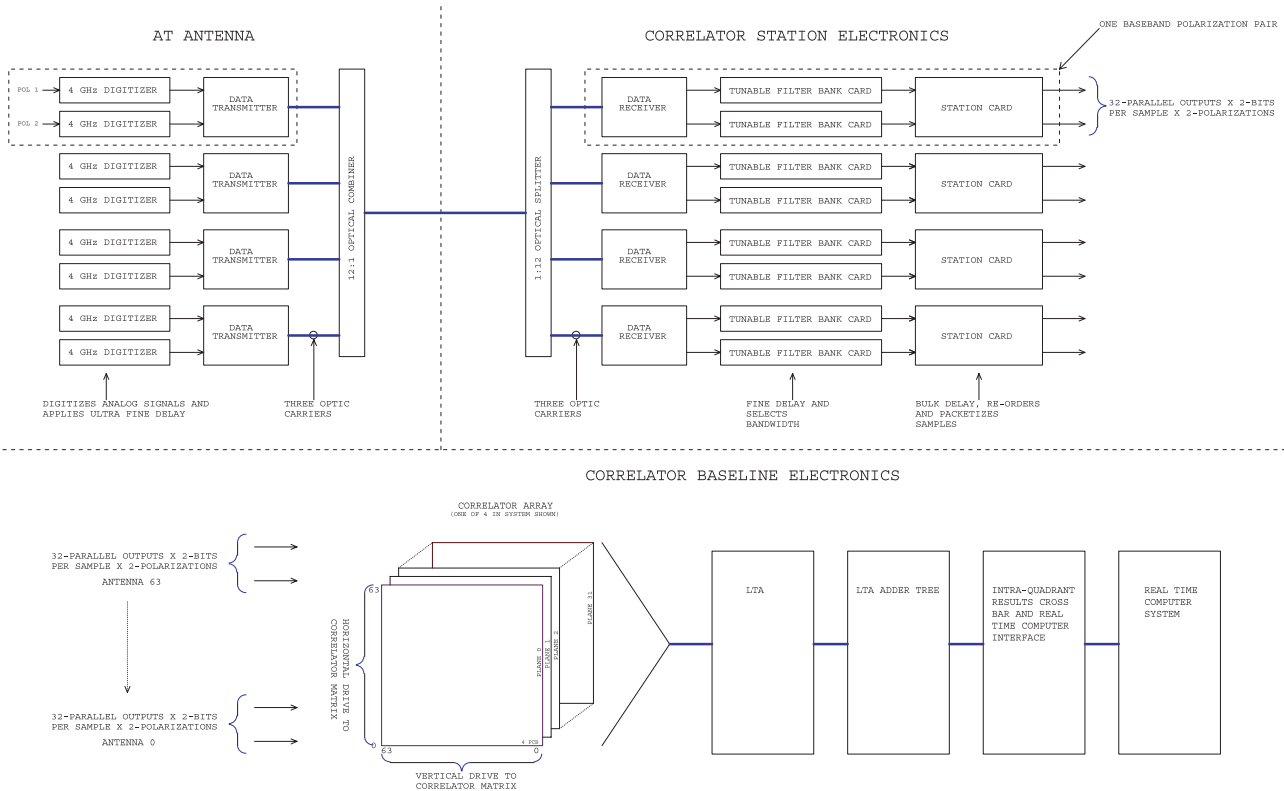 AT ANTENNA
CORRELATOR STATION ELECTRONICS
ONE BASEBAND POLARIZATION PAIR
POL 1
4 GHz DIGITIZER
POL 2
4 GHz DIGITIZER
DATA
TRANSMITTER
4 GHz DIGITIZER
4 GHz DIGITIZER
DATA
TRANSMITTER
4 GHz DIGITIZER
4 GHz DIGITIZER
DATA
TRANSMITTER
4 GHz DIGITIZER
4 GHz DIGITIZER
DATA
TRANSMITTER
12:1 OPTICAL COMBINER
DIGITIZES ANALOG SIGNALS AND
APPLIES ULTRA FINE DELAY
THREE OPTIC
CARRIERS
1:12 OPTICAL SPLITTER
DATA
RECEIVER
TUNABLE FILTER BANK CARD
TUNABLE FILTER BANK CARD
STATION CARD
32-PARALLEL OUTPUTS X 2-BITS
PER SAMPLE X 2-POLARIZATIONS
DATA
RECEIVER
TUNABLE FILTER BANK CARD
TUNABLE FILTER BANK CARD
STATION CARD
DATA
RECEIVER
TUNABLE FILTER BANK CARD
TUNABLE FILTER BANK CARD
STATION CARD
DATA
RECEIVER
TUNABLE FILTER BANK CARD
TUNABLE FILTER BANK CARD
STATION CARD
THREE OPTIC
CARRIERS
FINE DELAY AND
SELECTS
BANDWIDTH
BULK DELAY, RE-ORDERS
AND PACKETIZES
SAMPLES
CORRELATOR BASELINE ELECTRONICS
32-PARALLEL OUTPUTS X 2-BITS
PER SAMPLE X 2-POLARIZATIONS
ANTENNA 63
32-PARALLEL OUTPUTS X 2-BITS
PER SAMPLE X 2-POLARIZATIONS
ANTENNA 0
CORRELATOR ARRAY
(ONE OF 4 IN SYSTEM SHOWN)
63
HORIZONTAL DRIVE TO
CORRELATOR MATRIX
0
PLANE 0
PLANE 1
PLANE 2
PLANE 31
4 PCS
63
0
VERTICAL DRIVE TO
CORRELATOR MATRIX
LTA
LTA ADDER TREE
INTRA-QUADRANT
RESULTS CROSS
BAR AND REAL
TIME COMPUTER
INTERFACE
REAL TIME
COMPUTER
SYSTEM